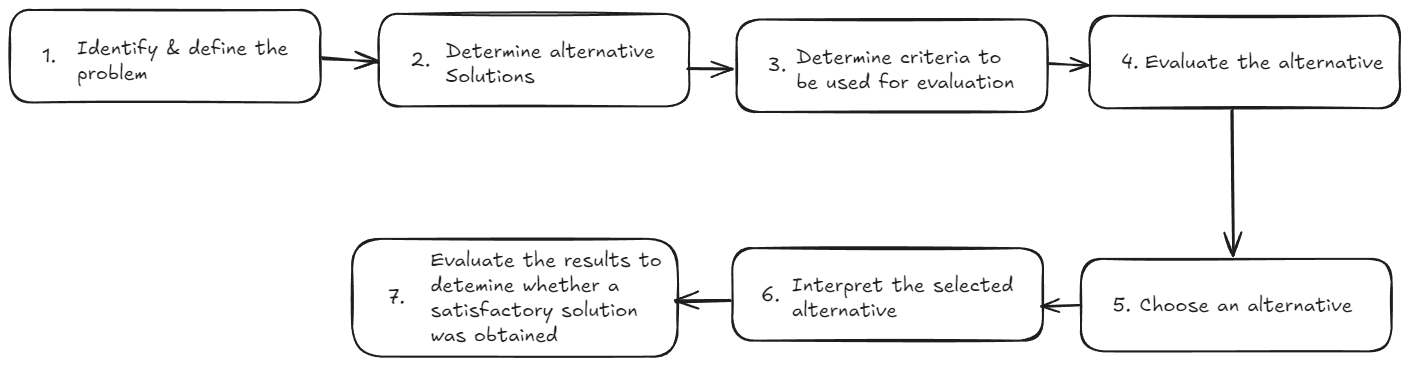 1. Identify & define the
problem
2. Determine alternative
Solutions
3. Determine criteria to
be used for evaluation
4. Evaluate the alternative
5. Choose an alternative
6. Interpret the selected
alternative
7. Evaluate the results to
detemine whether a
satisfactory solution
was obtained